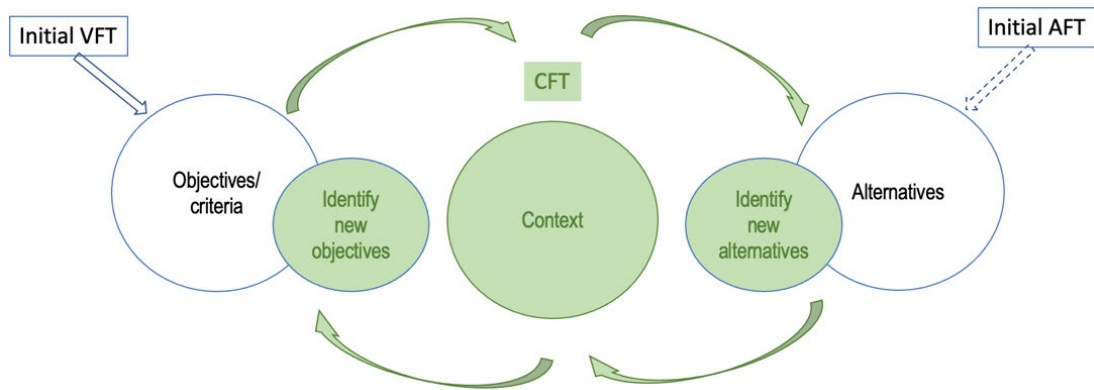 Initial VFT
Initial AFT
CFT
Objectives/
criteria
Identify
new
objectives
Context
Identify
new
alternatives
Alternatives